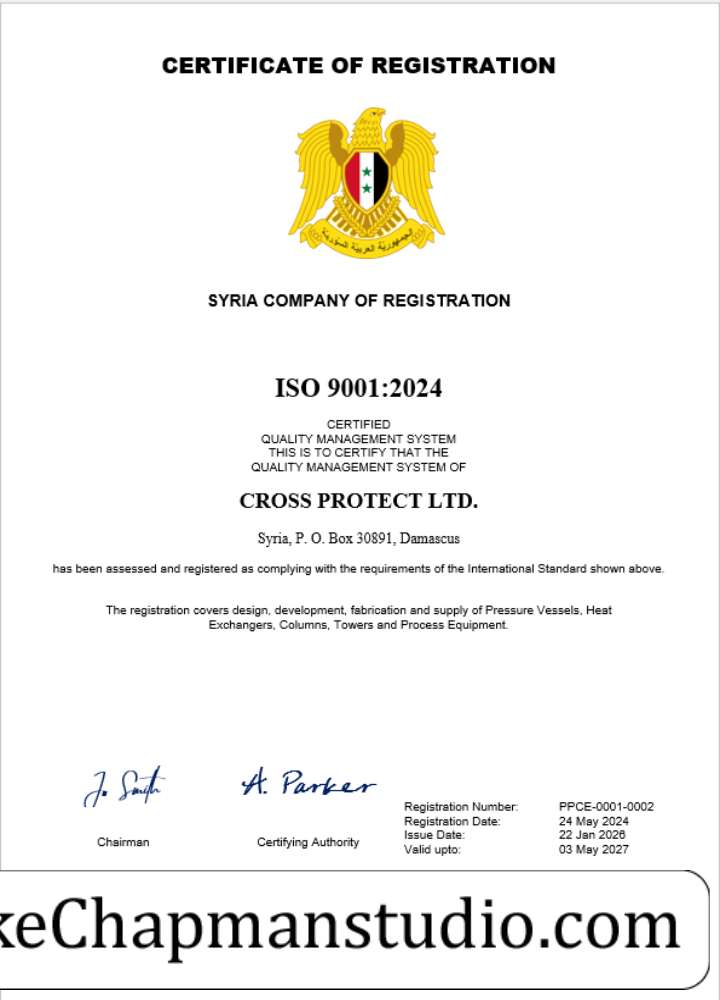 CERTIFICATE OF REGISTRATION
الجمهورية العربية السورية
SYRIA COMPANY OF REGISTRATION
ISO 9001:2024
CERTIFIED
QUALITY MANAGEMENT SYSTEM
THIS IS TO CERTIFY THAT THE
QUALITY MANAGEMENT SYSTEM OF
CROSS PROTECT LTD.
Syria, P. O. Box 30891, Damascus
has been assessed and registered as complying with the requirements of the International Standard shown above.
The registration covers design, development, fabrication and supply of Pressure Vessels, Heat
Exchangers, Columns, Towers and Process Equipment.
Smith
A. Parker
Chairman
Certifying Authority
Registration Number: PPCE-0001-0002
Registration Date: 24 May 2024
Issue Date: 22 Jan 2026
Valid upto: 03 May 2027
keChapmanstudio.com